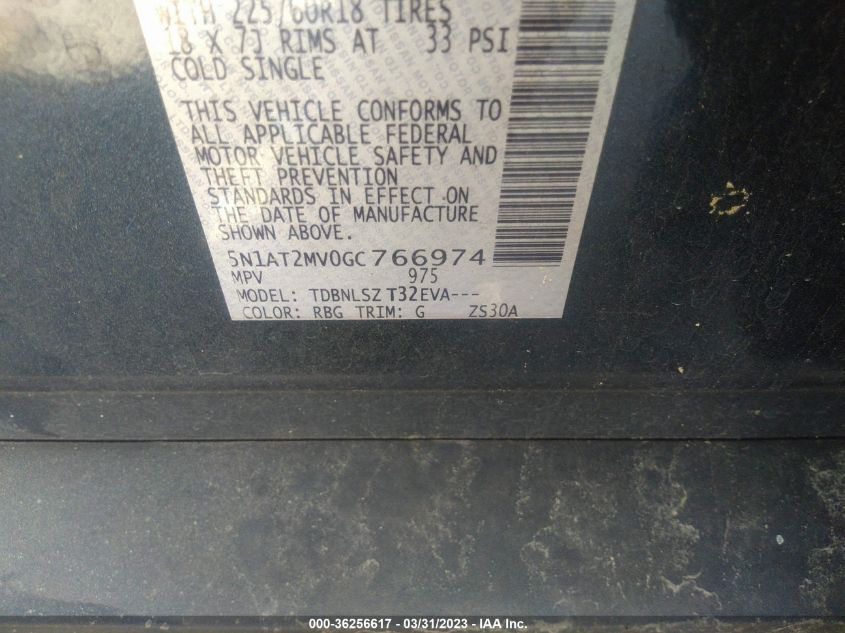 WITH 225/60R18 TIRES
18 X 7J RIMS AT 33 PSI
COLD SINGLE
THIS VEHICLE CONFORMS TO
ALL APPLICABLE FEDERAL
MOTOR VEHICLE SAFETY AND
THEFT PREVENTION
STANDARDS IN EFFECT ON
THE DATE OF MANUFACTURE
SHOWN ABOVE.
5N1AT2MV0GC766974
MPV 975
MODEL: TDBNLSZ T32EVA---
COLOR: RBG TRIM: G ZS30A
000-36256617 - 03/31/2023 - IAA Inc.